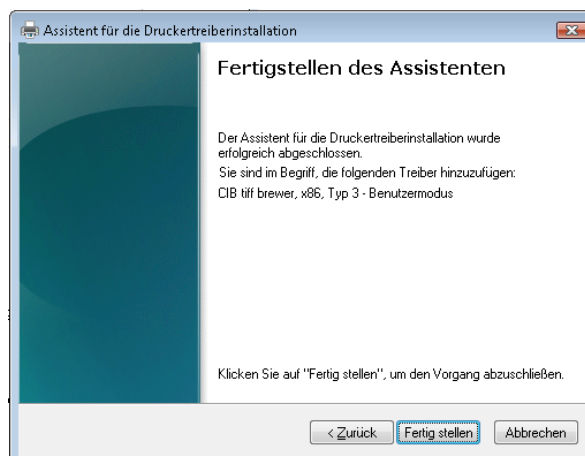 Assistent für die Druckertreiberinstallation
Fertigstellen des Assistenten
Der Assistent für die Druckertreiberinstallation wurde
erfolgreich abgeschlossen.
Sie sind im Begriff, die folgenden Treiber hinzuzufügen:
CIB tiff brewer, x86, Typ 3 - Benutzermodus
Klicken Sie auf "Fertig stellen", um den Vorgang abzuschließen.
< Zurück Fertig stellen Abbrechen